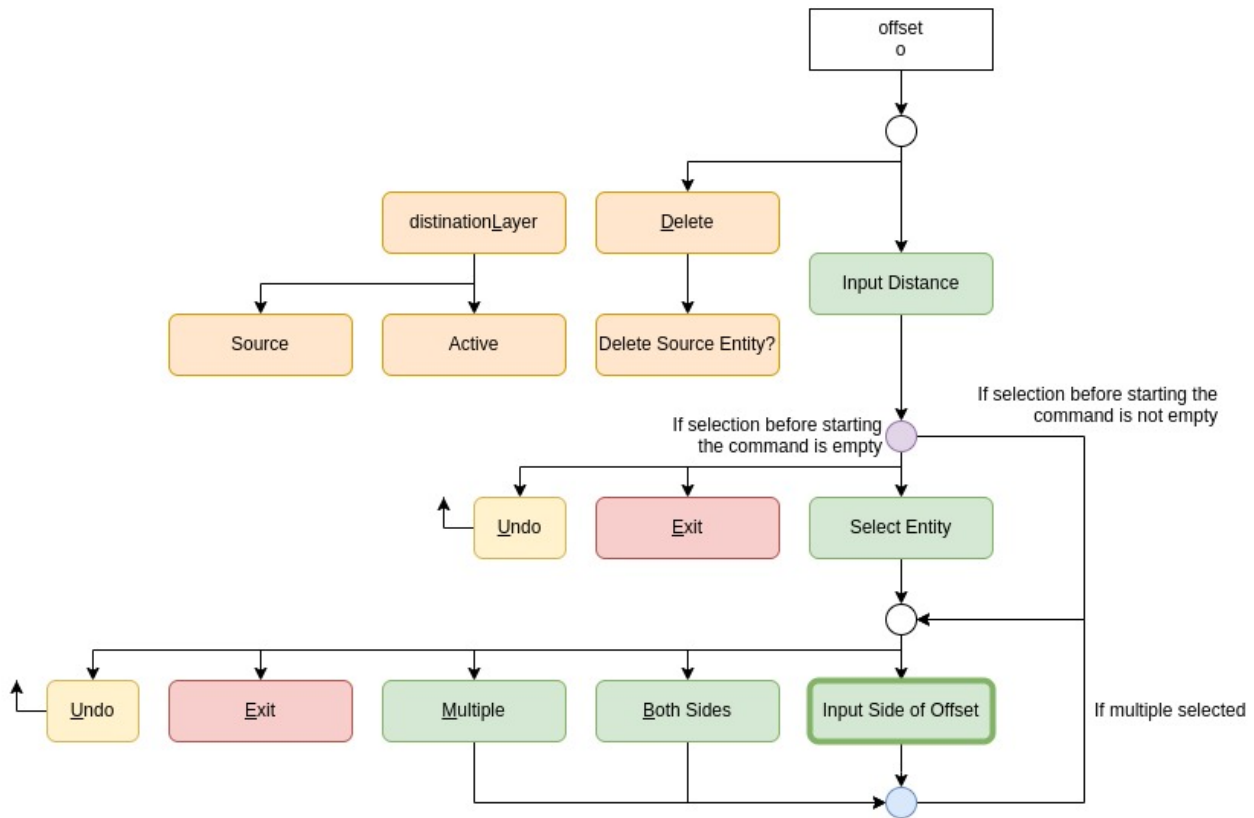 offset
o
distinationLayer
Delete
Input Distance
Source
Active
Delete Source Entity?
If selection before starting the
command is not empty
If selection before starting
the command is empty
Undo
Exit
Select Entity
Undo
Exit
Multiple
Both Sides
Input Side of Offset
If multiple selected